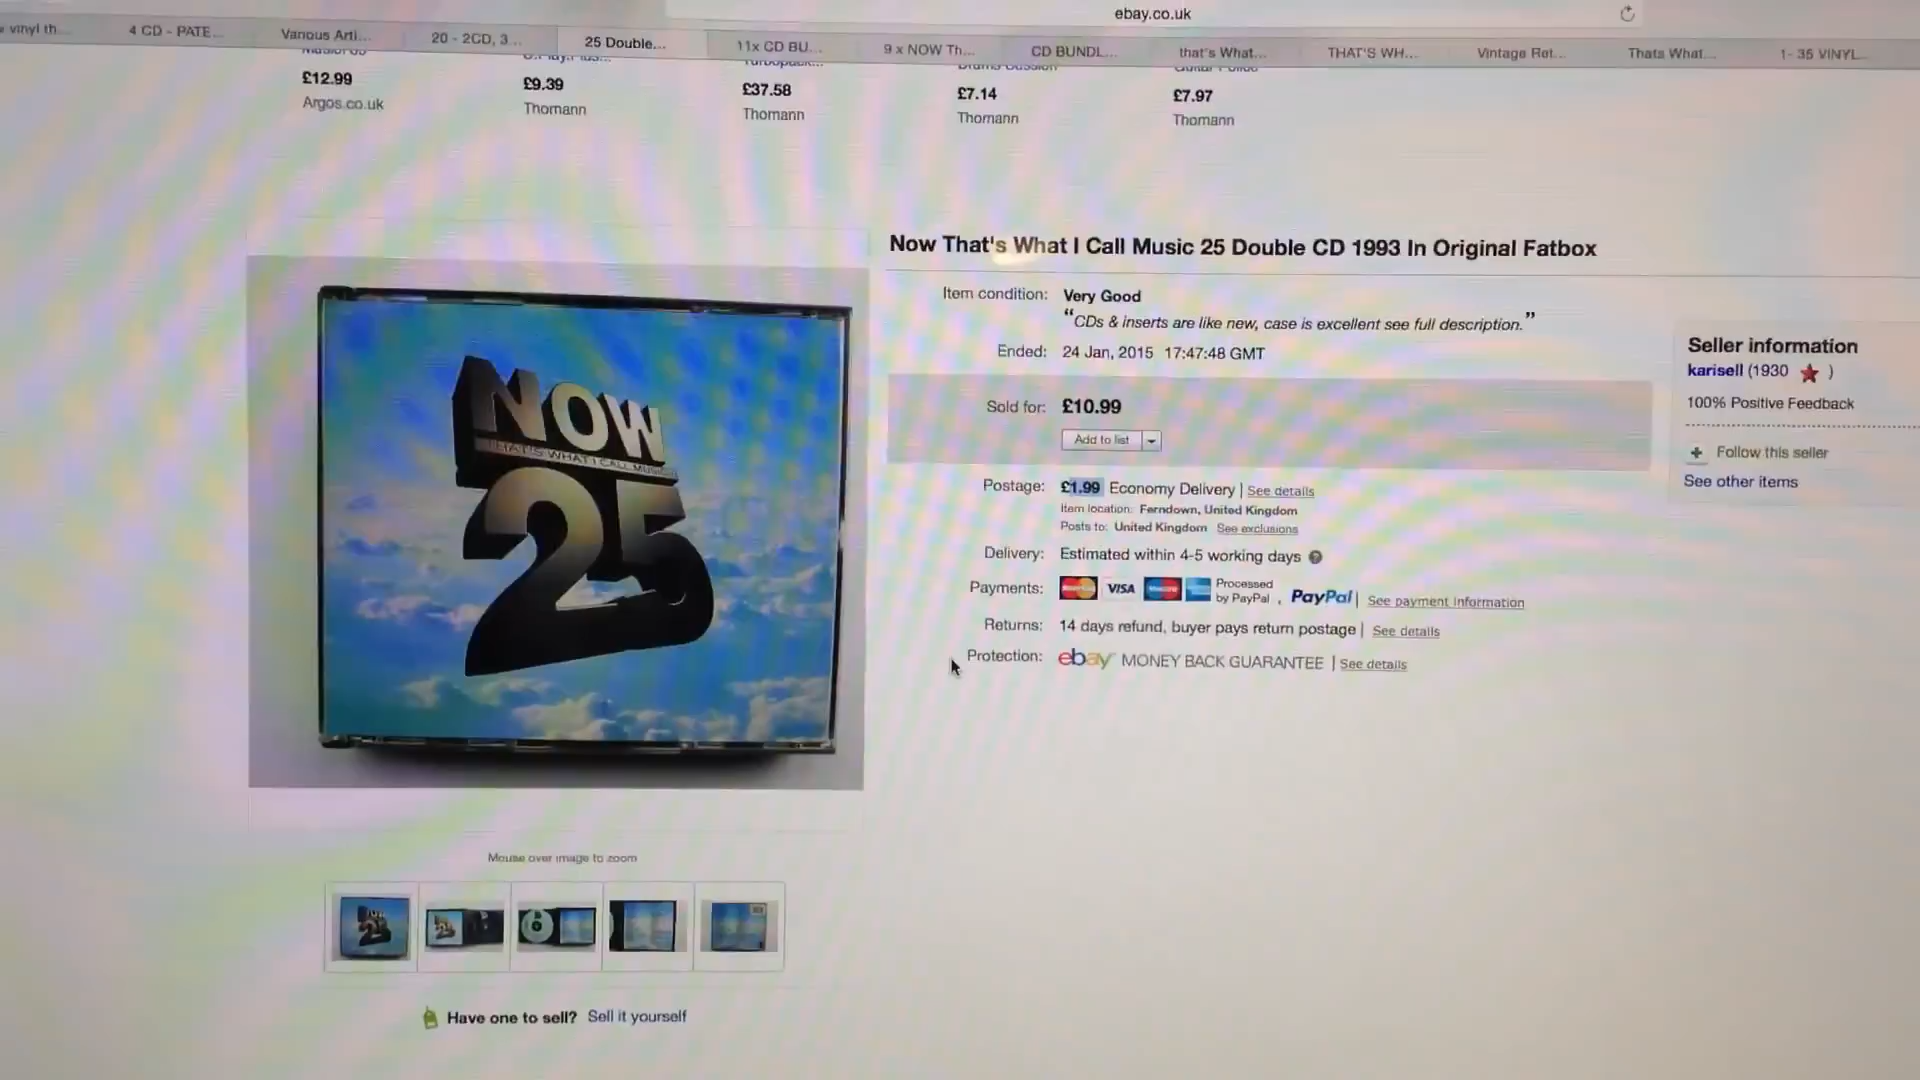 ebay.co.uk
vinyl th...
4 CD - PATE...
Various Arti...
20 - 2CD, 3...
25 Double...
11x CD BU...
9 x NOW Th...
CD BUNDL...
that's What...
THAT'S WH...
Vintage Ret...
Thats What...
1- 35 VINYL...
£12.99
Argos.co.uk
£9.39
Thomann
£37.58
Thomann
£7.14
Thomann
£7.97
Thomann
Now That's What I Call Music 25 Double CD 1993 In Original Fatbox
Item condition: Very Good
"CDs & inserts are like new, case is excellent see full description."
Ended: 24 Jan, 2015 17:47:48 GMT
Sold for: £10.99
Add to list
Postage: £1.99 Economy Delivery | See details
Item location: Ferndown, United Kingdom
Posts to: United Kingdom See exclusions
Delivery: Estimated within 4-5 working days
Payments: VISA Processed by PayPal, PayPal | See payment information
Returns: 14 days refund, buyer pays return postage | See details
Protection: ebay MONEY BACK GUARANTEE | See details
Seller information
karisell (1930 )
100% Positive Feedback
+ Follow this seller
See other items
NOW
THAT'S WHAT I CALL MUSIC
25
Mouse over image to zoom
Have one to sell? Sell it yourself